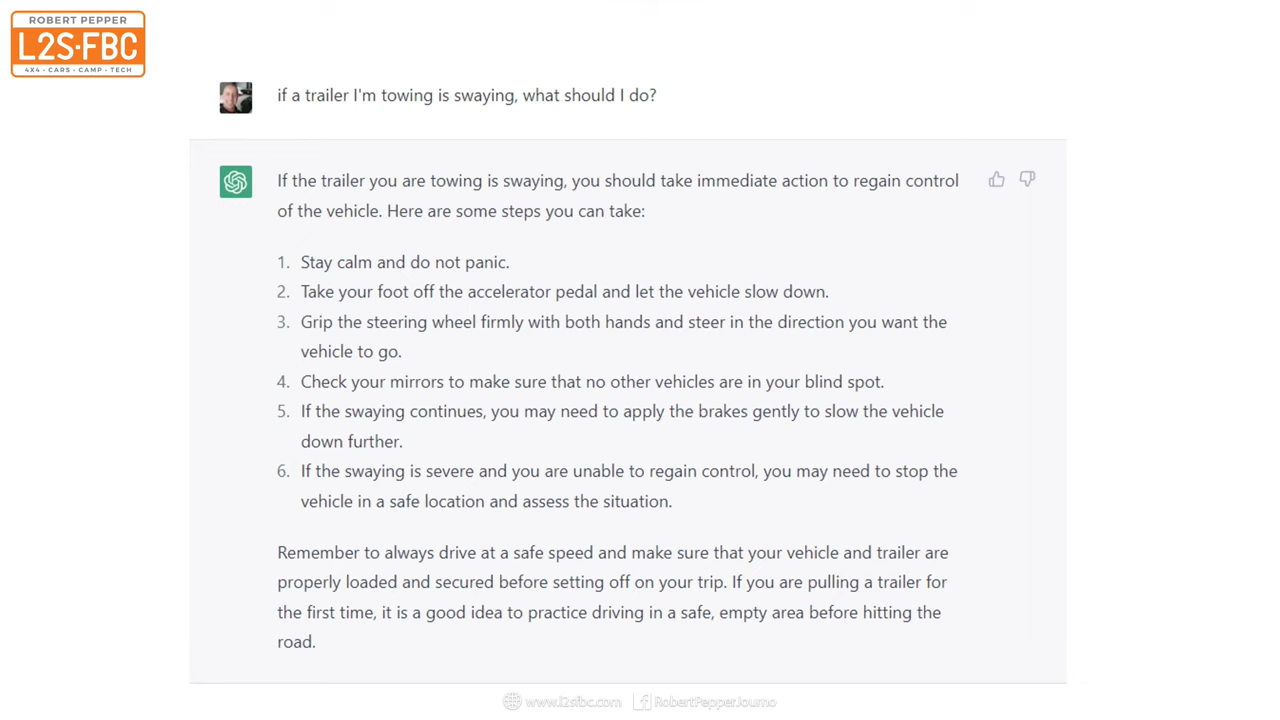 ROBERT PEPPER
L2S·FBC
4X4 • CARS • CAMP • TECH
if a trailer I'm towing is swaying, what should I do?
If the trailer you are towing is swaying, you should take immediate action to regain control
of the vehicle. Here are some steps you can take:
1. Stay calm and do not panic.
2. Take your foot off the accelerator pedal and let the vehicle slow down.
3. Grip the steering wheel firmly with both hands and steer in the direction you want the
vehicle to go.
4. Check your mirrors to make sure that no other vehicles are in your blind spot.
5. If the swaying continues, you may need to apply the brakes gently to slow the vehicle
down further.
6. If the swaying is severe and you are unable to regain control, you may need to stop the
vehicle in a safe location and assess the situation.
Remember to always drive at a safe speed and make sure that your vehicle and trailer are
properly loaded and secured before setting off on your trip. If you are pulling a trailer for
the first time, it is a good idea to practice driving in a safe, empty area before hitting the
road.
www.l2sfbc.com RobertPepperJourno